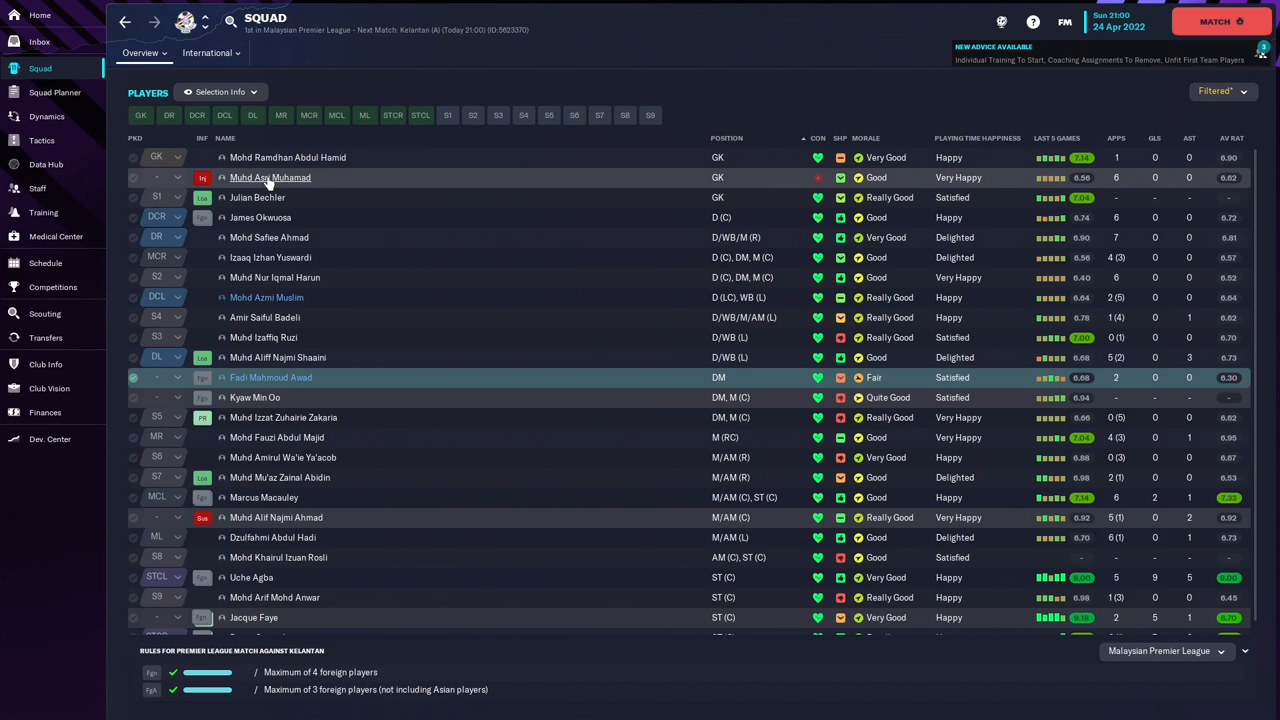 Home
Inbox
Squad
Squad Planner
Dynamics
Tactics
Data Hub
Staff
Training
Medical Center
Schedule
Competitions
Scouting
Transfers
Club Info
Club Vision
Finances
Dev. Center
SQUAD
1st in Malaysian Premier League - Next Match: Kelantan (A) (Today 21:00) (ID:5623370)
FM Sun 21:00 24 Apr 2022 MATCH
Overview International
NEW ADVICE AVAILABLE 3
Individual Training To Start, Coaching Assignments To Remove, Unfit First Team Players
PLAYERS Selection Info Filtered*
GK DR DCR DCL DL MR MCR MCL ML STCR STCL S1 S2 S3 S4 S5 S6 S7 S8 S9
PKD INF NAME POSITION CON SHP MORALE PLAYING TIME HAPPINESS LAST 5 GAMES APPS GLS AST AV RAT
GK Mohd Ramdhan Abdul Hamid GK Very Good Happy 7.14 1 0 0 6.90
- Inj Muhd Asri Muhamad GK Good Very Happy 6.56 6 0 0 6.62
S1 Loa Julian Bechler GK Really Good Satisfied 7.04 - - - -
DCR Fgn James Okwuosa D (C) Good Happy 6.74 6 0 0 6.72
DR Mohd Safiee Ahmad D/WB/M (R) Very Good Delighted 6.90 7 0 0 6.81
MCR Izaaq Izhan Yuswardi D (C), DM, M (C) Good Delighted 6.56 4 (3) 0 0 6.57
S2 Muhd Nur Iqmal Harun D (C), DM, M (C) Good Very Happy 6.40 6 0 0 6.52
DCL Mohd Azmi Muslim D (LC), WB (L) Really Good Happy 6.64 2 (5) 0 0 6.64
S4 Amir Saiful Badeli D/WB/M/AM (L) Good Happy 6.78 1 (4) 0 1 6.62
S3 Muhd Izaffiq Ruzi D/WB (L) Really Good Satisfied 7.00 0 (1) 0 0 6.70
DL Loa Muhd Aliff Najmi Shaaini D/WB (L) Good Delighted 6.68 5 (2) 0 3 6.73
- Fgn Fadi Mahmoud Awad DM Fair Satisfied 6.68 2 0 0 6.30
- Fgn Kyaw Min Oo DM, M (C) Quite Good Satisfied 6.94 - - - -
S5 PR Muhd Izzat Zuhairie Zakaria DM, M (C) Really Good Very Happy 6.66 0 (5) 0 0 6.62
MR Mohd Fauzi Abdul Majid M (RC) Good Very Happy 7.04 4 (3) 0 1 6.95
S6 Muhd Amirul Wa'ie Ya'acob M/AM (R) Good Very Happy 6.88 0 (3) 0 0 6.67
S7 Loa Muhd Mu'az Zainal Abidin M/AM (R) Good Delighted 6.98 2 (1) 0 0 6.53
MCL Fgn Marcus Macauley M/AM (C), ST (C) Good Happy 7.14 6 2 1 7.33
- Sus Muhd Alif Najmi Ahmad M/AM (C) Really Good Very Happy 6.92 5 (1) 0 2 6.92
ML Dzulfahmi Abdul Hadi M/AM (L) Good Delighted 6.70 6 (1) 0 1 6.73
S8 Mohd Khairul Izuan Rosli AM (C), ST (C) Good Satisfied - - - - -
STCL Fgn Uche Agba ST (C) Very Good Happy 9.00 5 9 5 9.00
S9 Mohd Arif Mohd Anwar ST (C) Good Happy 6.98 1 (3) 0 0 6.45
- Fgn Jacque Faye ST (C) Very Good Happy 9.18 2 5 1 8.70
RULES FOR PREMIER LEAGUE MATCH AGAINST KELANTAN Malaysian Premier League
Fgn / Maximum of 4 foreign players
FgA / Maximum of 3 foreign players (not including Asian players)